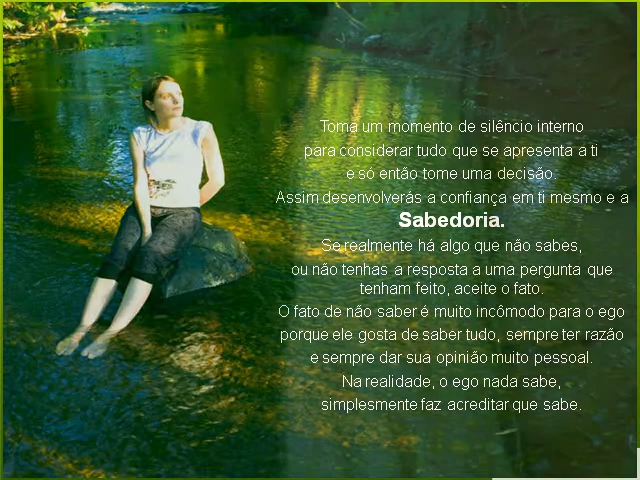 Toma um momento de silêncio interno
para considerar tudo que se apresenta a ti
e só então tome uma decisão.
Assim desenvolverás a confiança em ti mesmo e a
Sabedoria.
Se realmente há algo que não sabes,
ou não tenhas a resposta a uma pergunta que
tenham feito, aceite o fato.
O fato de não saber é muito incômodo para o ego
porque ele gosta de saber tudo, sempre ter razão
e sempre dar sua opinião muito pessoal.
Na realidade, o ego nada sabe,
simplesmente faz acreditar que sabe.